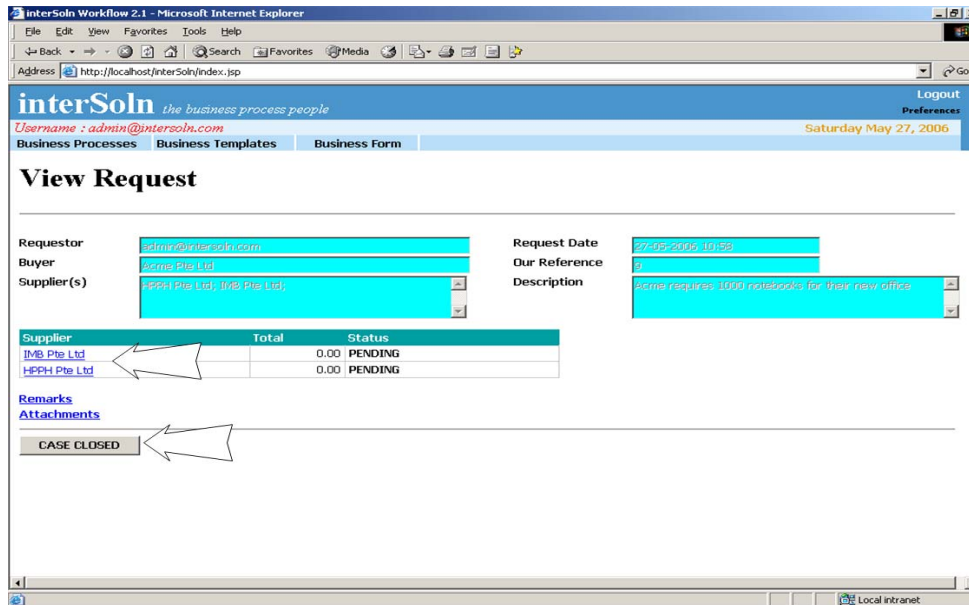 interSoln Workflow 2.1 - Microsoft Internet Explorer
File Edit View Favorites Tools Help
Back Search Favorites Media
Address http://localhost/interSoln/index.jsp Go
Logout
interSoln the business process people Preferences
Username : admin@intersoln.com Saturday May 27, 2006
Business Processes Business Templates Business Form
View Request
Requestor admin@intersoln.com Request Date 27-05-2006 10:58
Buyer Acme Pte Ltd Our Reference 9
Supplier(s) HPPH Pte Ltd; IMB Pte Ltd; Description Acme requires 1000 notebooks for their new office
Supplier Total Status
IMB Pte Ltd 0.00 PENDING
HPPH Pte Ltd 0.00 PENDING
Remarks
Attachments
CASE CLOSED
Local intranet